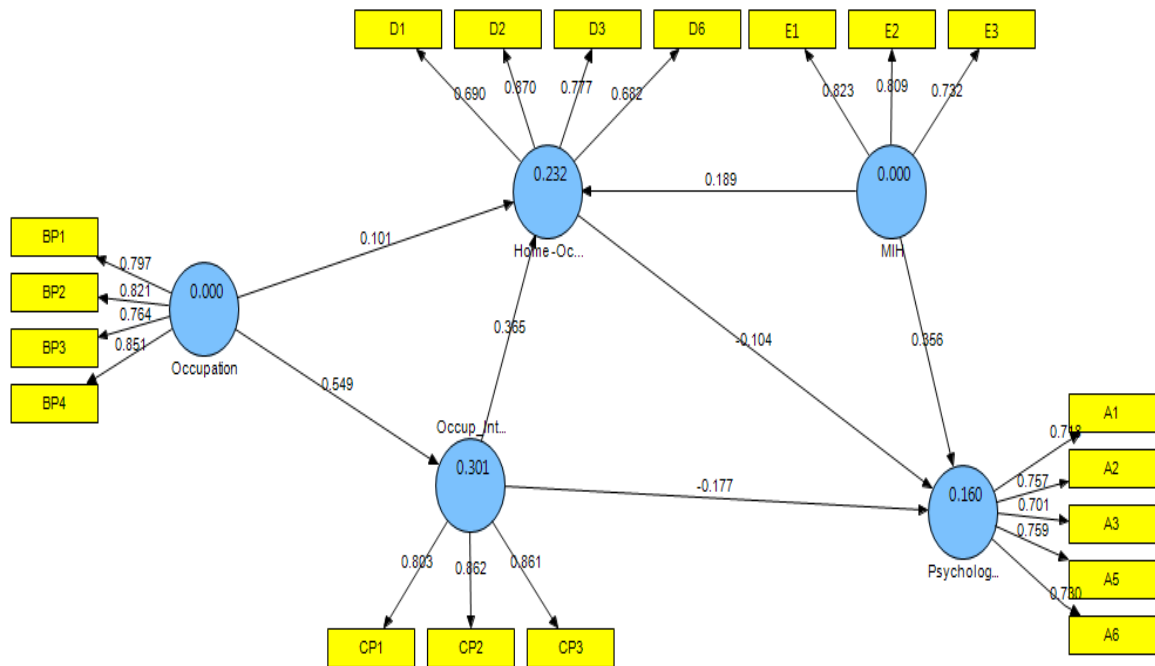 D1
D2
D3
D6
E1
E2
E3
0.690
0.870
0.777
0.682
0.823
0.809
0.732
0.232
0.000
0.189
Home-Oc...
MIH
BP1
BP2
BP3
BP4
0.797
0.821
0.764
0.851
0.000
Occupation
0.101
0.365
-0.104
0.356
0.549
Occup_Int...
0.301
-0.177
0.160
Psycholog...
A1
A2
A3
A5
A6
0.718
0.757
0.701
0.759
0.730
0.803
0.862
0.861
CP1
CP2
CP3